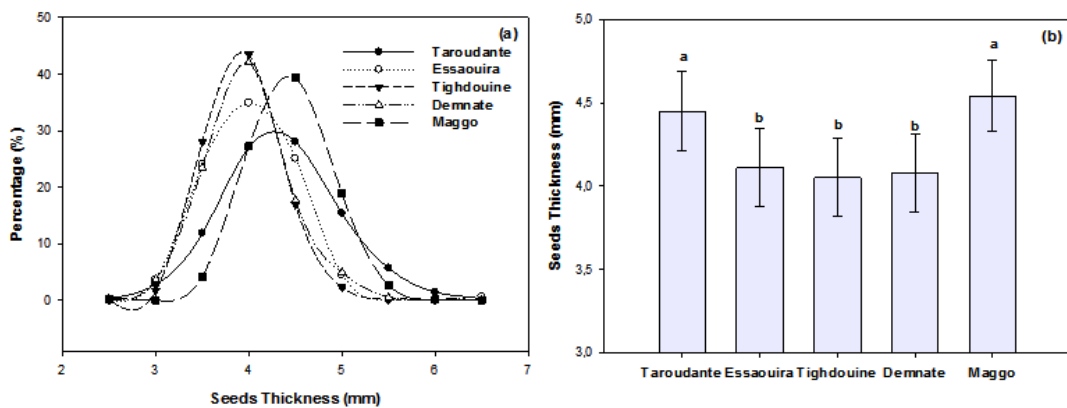 (a)
Percentage (%)
50
40
30
20
10
0
2 3 4 5 6 7
Seeds Thickness (mm)
Taroudante
Essaouira
Tighdouine
Demnate
Maggo
(b)
Seeds Thickness (mm)
5,0
4,5
4,0
3,5
3,0
a b b b a
Taroudante Essaouira Tighdouine Demnate Maggo